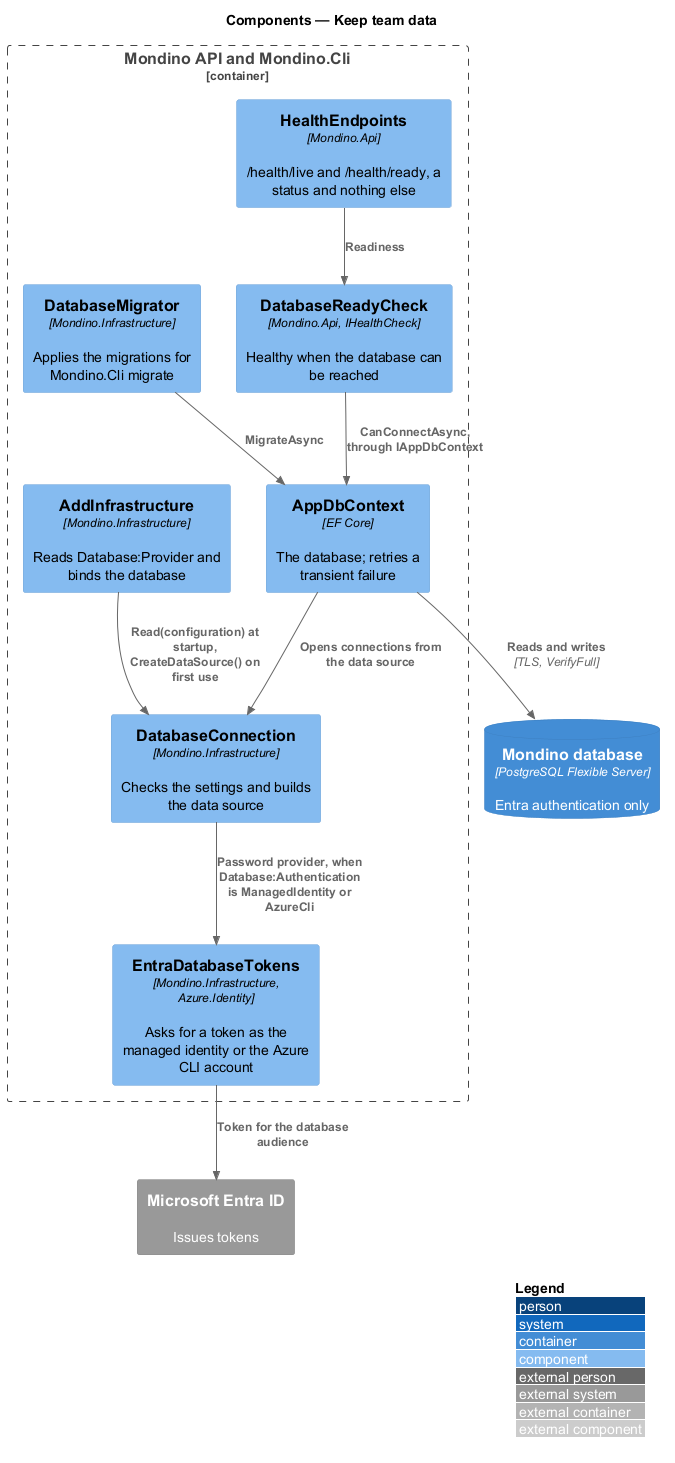 Components — Keep team data
Mondino API and Mondino.Cli
[container]
HealthEndpoints
[Mondino.Api]
/health/live and /health/ready, a
status and nothing else
Readiness
DatabaseMigrator
[Mondino.Infrastructure]
Applies the migrations for
Mondino.Cli migrate
DatabaseReadyCheck
[Mondino.Api, IHealthCheck]
Healthy when the database can
be reached
MigrateAsync
CanConnectAsync,
through IAppDbContext
AddInfrastructure
[Mondino.Infrastructure]
Reads Database:Provider and
binds the database
AppDbContext
[EF Core]
The database; retries a
transient failure
Read(configuration) at
startup,
CreateDataSource() on
first use
Opens connections from
the data source
Reads and writes
[TLS, VerifyFull]
DatabaseConnection
[Mondino.Infrastructure]
Checks the settings and builds
the data source
Mondino database
[PostgreSQL Flexible Server]
Entra authentication only
Password provider, when
Database:Authentication
is ManagedIdentity or
AzureCli
EntraDatabaseTokens
[Mondino.Infrastructure,
Azure.Identity]
Asks for a token as the
managed identity or the Azure
CLI account
Token for the database
audience
Microsoft Entra ID
Issues tokens
Legend
person
system
container
component
external person
external system
external container
external component